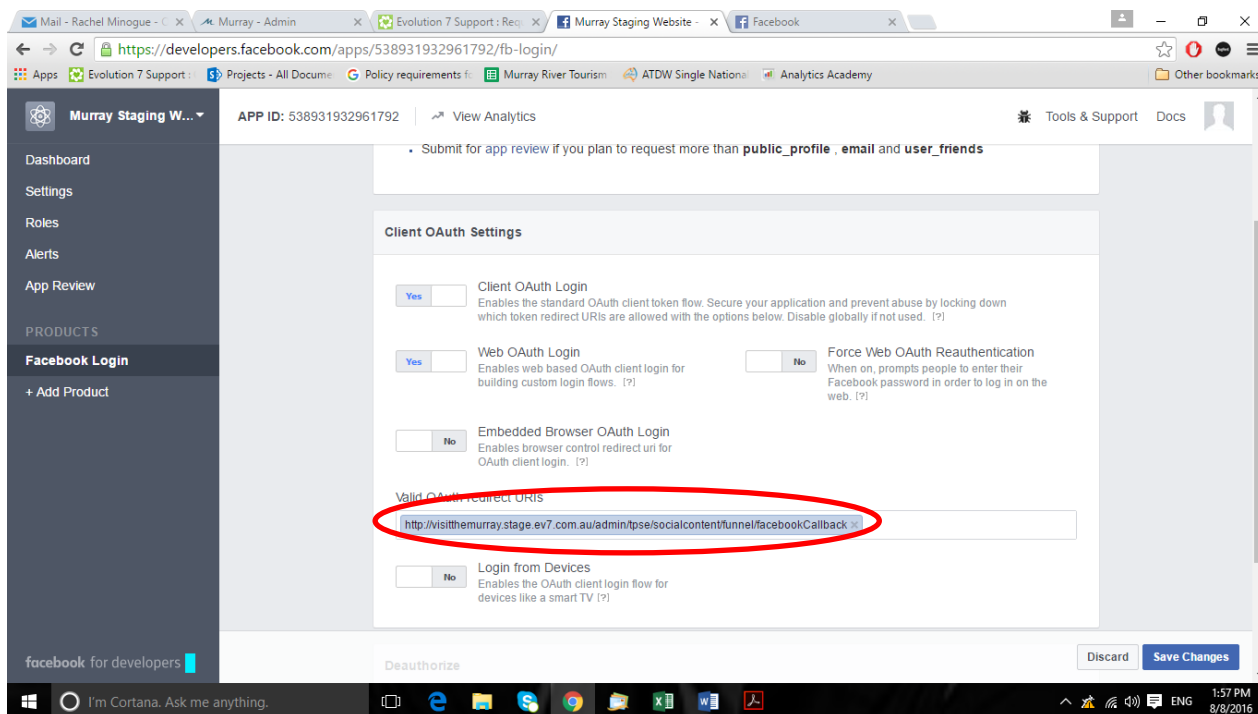 Mail - Rachel Minogue - C
Murray - Admin
Evolution 7 Support : Req
Murray Staging Website -
Facebook
https://developers.facebook.com/apps/538931932961792/fb-login/
Apps
Evolution 7 Support :
Projects - All Docume
Policy requirements fo
Murray River Tourism
ATDW Single National
Analytics Academy
Other bookmarks
Murray Staging W...
APP ID: 538931932961792
View Analytics
Tools & Support
Docs
Dashboard
Settings
Roles
Alerts
App Review
PRODUCTS
Facebook Login
+ Add Product
facebook for developers
• Submit for app review if you plan to request more than public_profile , email and user_friends
Client OAuth Settings
Yes
Client OAuth Login
Enables the standard OAuth client token flow. Secure your application and prevent abuse by locking down
which token redirect URIs are allowed with the options below. Disable globally if not used. [?]
Yes
Web OAuth Login
Enables web based OAuth client login for
building custom login flows. [?]
No
Force Web OAuth Reauthentication
When on, prompts people to enter their
Facebook password in order to log in on the
web. [?]
No
Embedded Browser OAuth Login
Enables browser control redirect uri for
OAuth client login. [?]
Valid OAuth redirect URIs
http://visitthemurray.stage.ev7.com.au/admin/tpse/socialcontent/funnel/facebookCallback ×
No
Login from Devices
Enables the OAuth client login flow for
devices like a smart TV [?]
Deauthorize
Discard
Save Changes
I'm Cortana. Ask me anything.
ENG
1:57 PM
8/8/2016